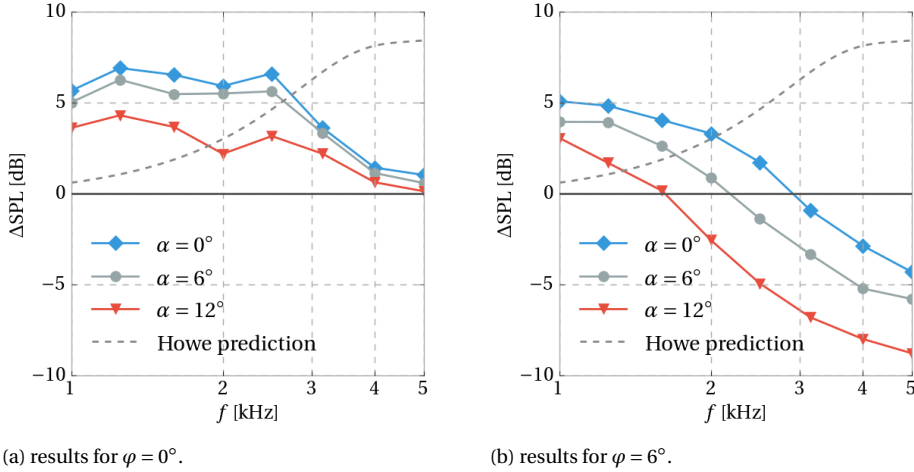 10
5
0
−5
−10
ΔSPL [dB]
α = 0°
α = 6°
α = 12°
Howe prediction
1 2 3 4 5
f [kHz]
(a) results for φ = 0°.
10
5
0
−5
−10
ΔSPL [dB]
α = 0°
α = 6°
α = 12°
Howe prediction
1 2 3 4 5
f [kHz]
(b) results for φ = 6°.